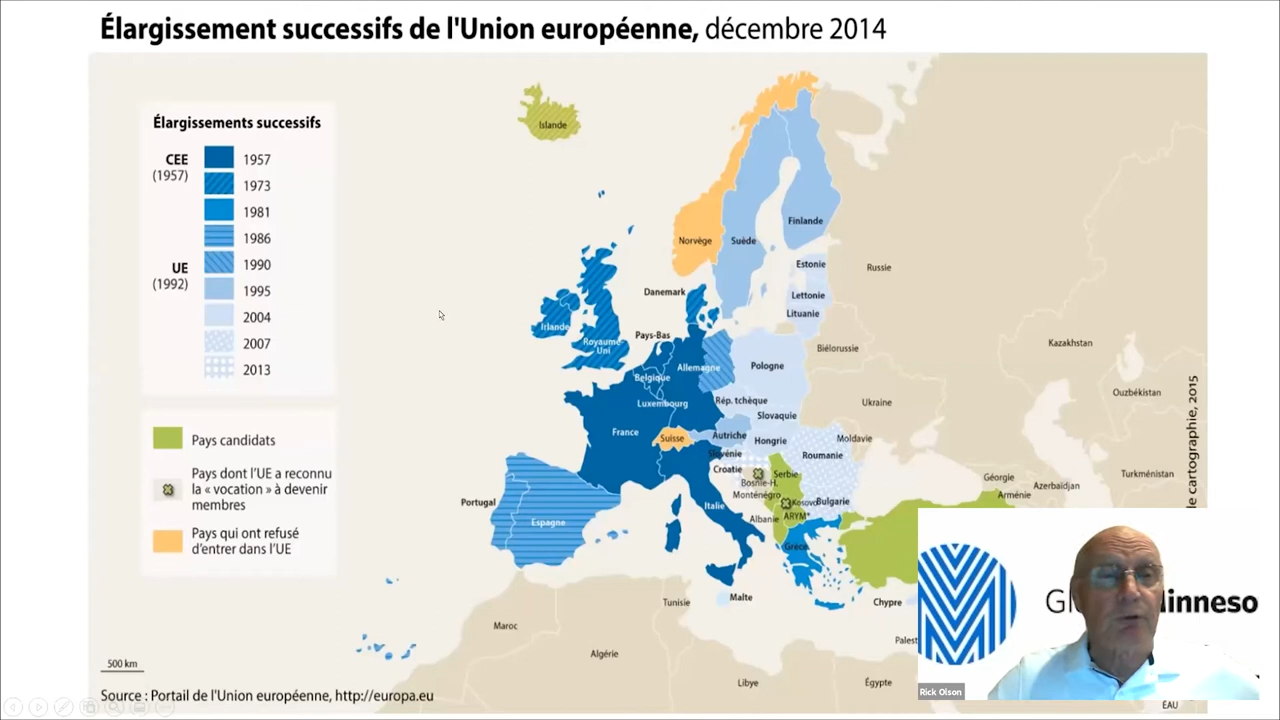 Élargissement successifs de l'Union européenne, décembre 2014
Élargissements successifs
CEE
(1957)
1957
1973
1981
1986
UE
(1992)
1990
1995
2004
2007
2013
Pays candidats
Pays dont l'UE a reconnu
la « vocation » à devenir
membres
Pays qui ont refusé
d'entrer dans l'UE
500 km
Source : Portail de l'Union européenne, http://europa.eu
Islande
Norvège
Suède
Finlande
Estonie
Lettonie
Lituanie
Russie
Danemark
Irlande
Royaume-
Uni
Pays-Bas
Belgique
Allemagne
Luxembourg
Pologne
Biélorussie
Kazakhstan
Ouzbékistan
Rép. tchèque
Ukraine
Slovaquie
France
Suisse
Autriche
Hongrie
Moldavie
Slovénie
Roumanie
Croatie
Serbie
Bosnie-H.
Monténégro
Kosovo
Bulgarie
Géorgie
Arménie
Azerbaïdjan
Turkménistan
Portugal
Espagne
Italie
Albanie
ARYM*
Grèce
Malte
Chypre
Tunisie
Maroc
Algérie
Libye
Égypte
Palest
ÉAU
de cartographie, 2015
Gl
inneso
Rick Olson